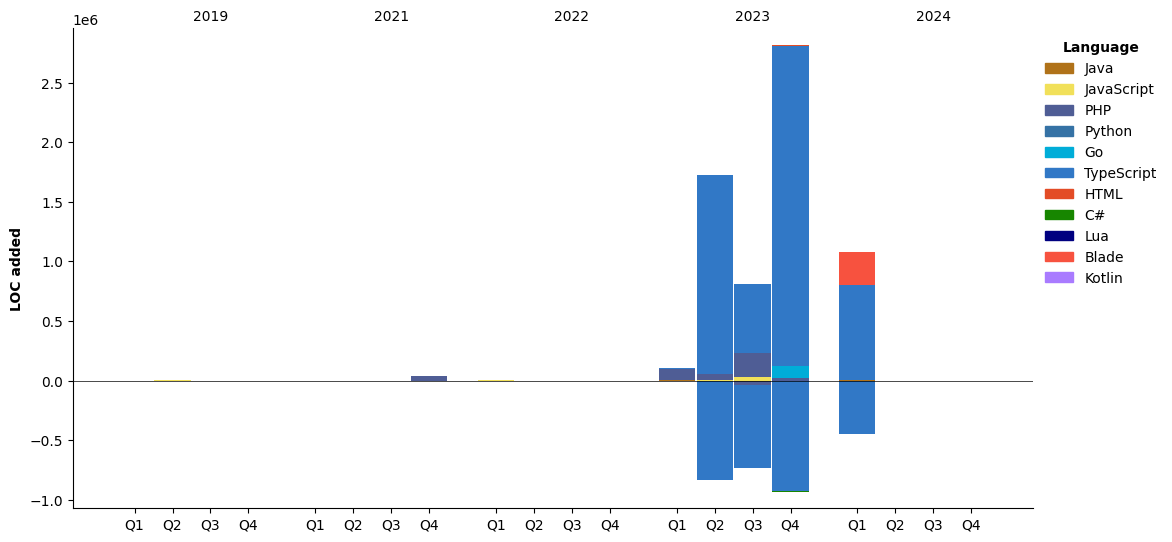 2019 2021 2022 2023 2024
1e6
Language
Java
JavaScript
PHP
Python
Go
TypeScript
HTML
C#
Lua
Blade
Kotlin
LOC added
2.5
2.0
1.5
1.0
0.5
0.0
−0.5
−1.0
Q1 Q2 Q3 Q4 Q1 Q2 Q3 Q4 Q1 Q2 Q3 Q4 Q1 Q2 Q3 Q4 Q1 Q2 Q3 Q4